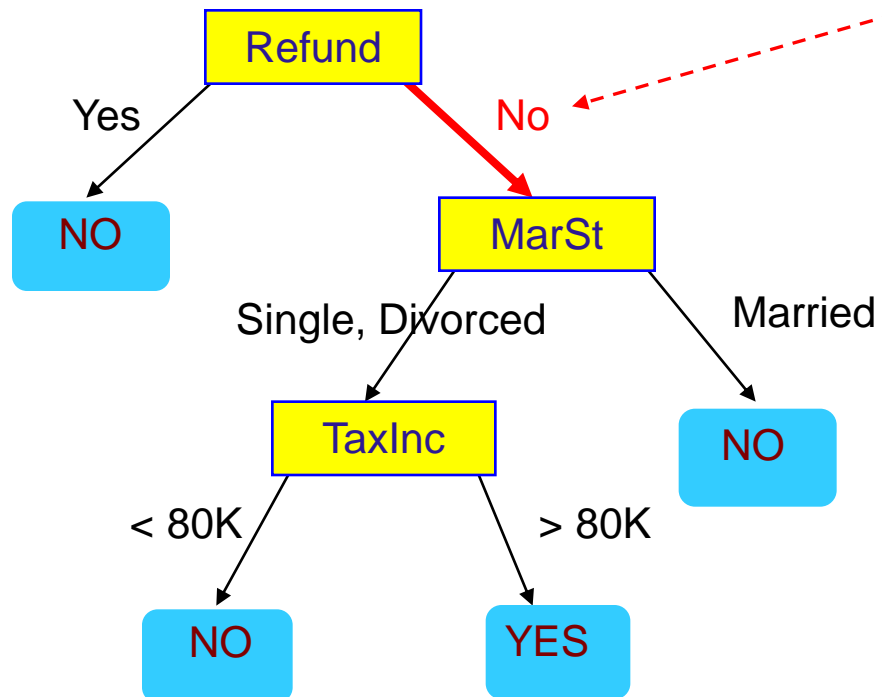 Refund
Yes
No
NO
MarSt
Single, Divorced
Married
TaxInc
NO
< 80K
> 80K
NO
YES